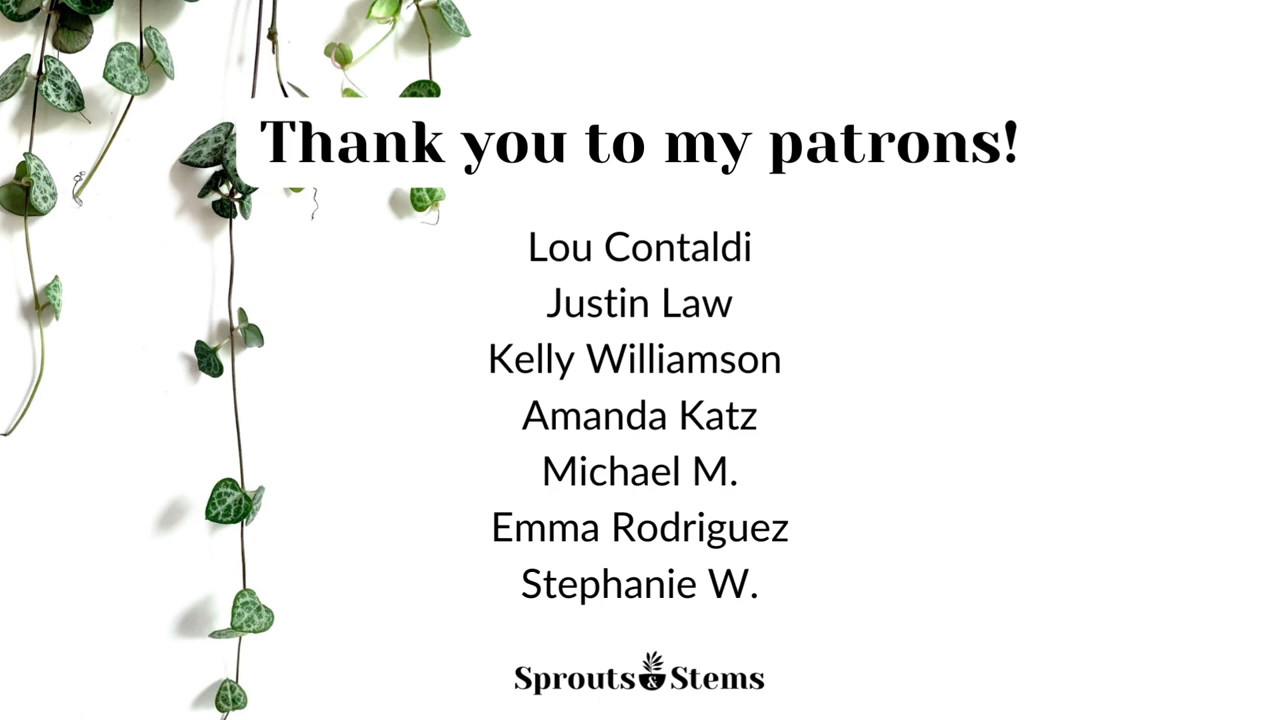 Thank you to my patrons!
Lou Contaldi
Justin Law
Kelly Williamson
Amanda Katz
Michael M.
Emma Rodriguez
Stephanie W.
Sprouts & Stems